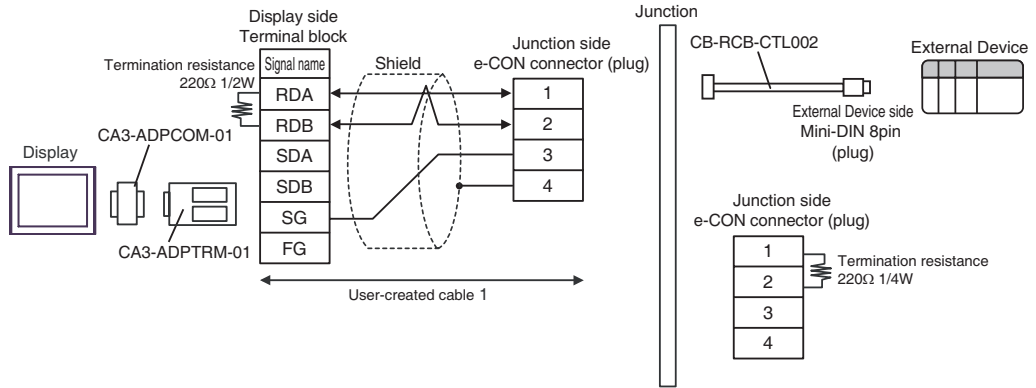 Display side
Terminal block
Termination resistance
220Ω 1/2W
Signal name
RDA
RDB
SDA
SDB
SG
FG
Shield
Junction side
e-CON connector (plug)
1
2
3
4
CA3-ADPCOM-01
Display
CA3-ADPTRM-01
User-created cable 1
Junction
CB-RCB-CTL002
External Device
External Device side
Mini-DIN 8pin
(plug)
Junction side
e-CON connector (plug)
1
2
3
4
Termination resistance
220Ω 1/4W